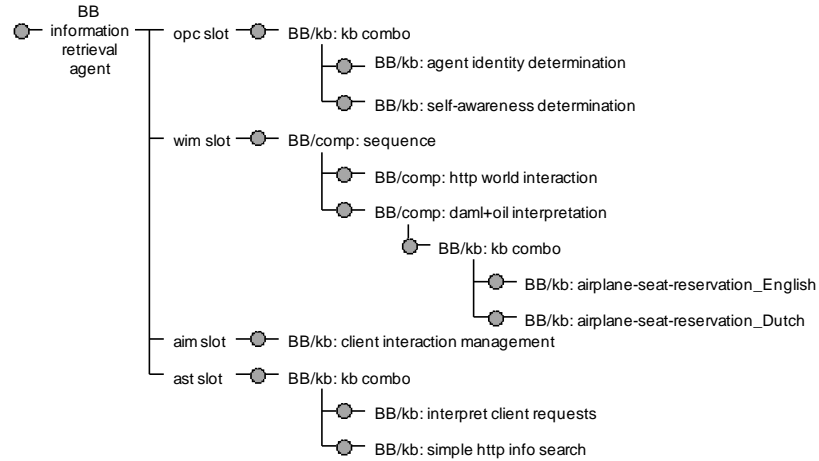 BB
information
retrieval
agent
opc slot
BB/kb: kb combo
BB/kb: agent identity determination
BB/kb: self-awareness determination
wim slot
BB/comp: sequence
BB/comp: http world interaction
BB/comp: daml+oil interpretation
BB/kb: kb combo
BB/kb: airplane-seat-reservation_English
BB/kb: airplane-seat-reservation_Dutch
aim slot
BB/kb: client interaction management
ast slot
BB/kb: kb combo
BB/kb: interpret client requests
BB/kb: simple http info search